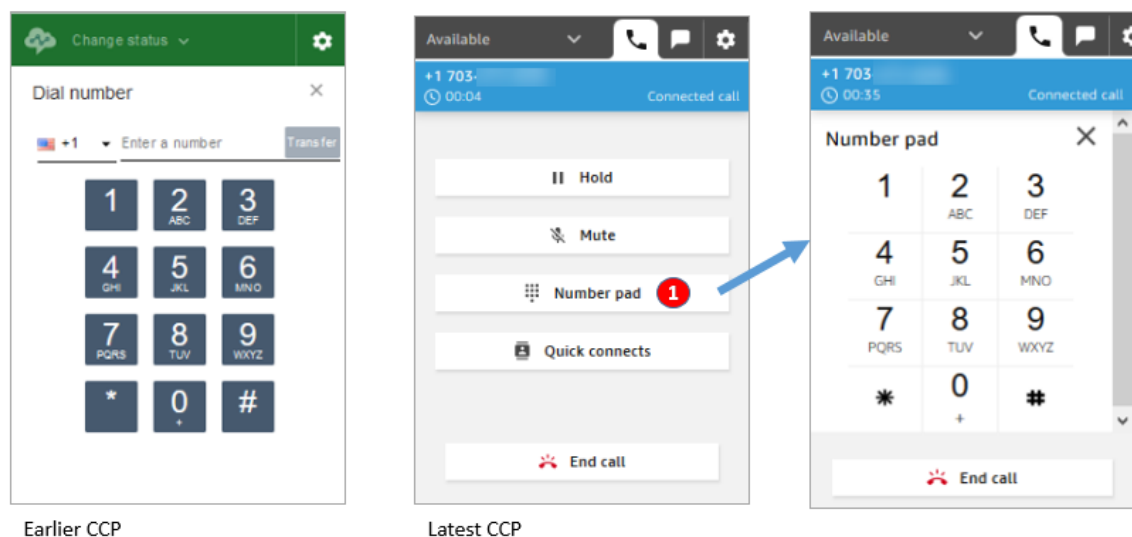 Change status
Dial number
+1 Enter a number Transfer
1 2 3
ABC DEF
4 5 6
GHI JKL MNO
7 8 9
PQRS TUV WXYZ
* 0 #
+
Earlier CCP
Available
+1 703-
00:04 Connected call
Hold
Mute
Number pad 1
Quick connects
End call
Latest CCP
Available
+1 703
00:35 Connected call
Number pad
1 2 3
ABC DEF
4 5 6
GHI JKL MNO
7 8 9
PQRS TUV WXYZ
* 0 #
+
End call